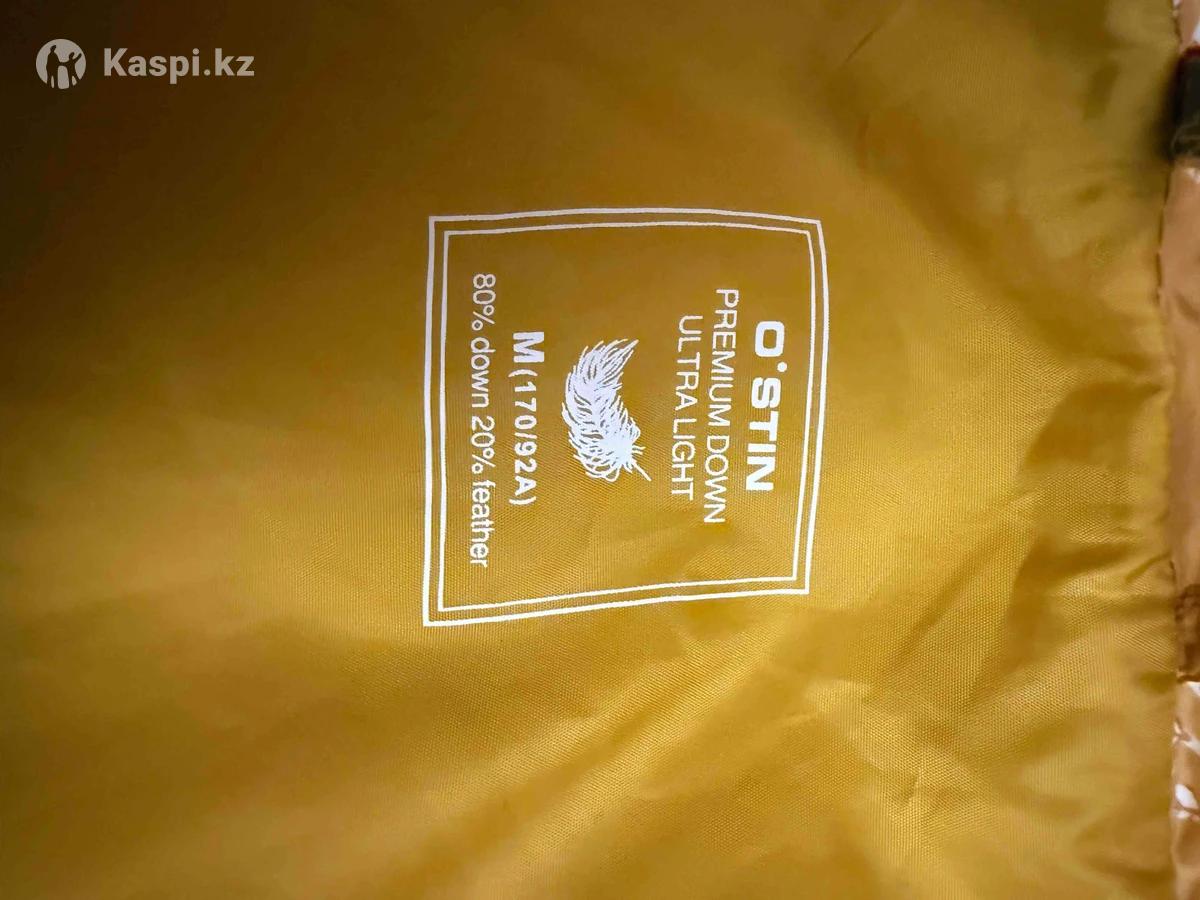 Kaspi.kz
O'STIN
PREMIUM DOWN
ULTRA LIGHT
M(170/92A)
80% down 20% feather